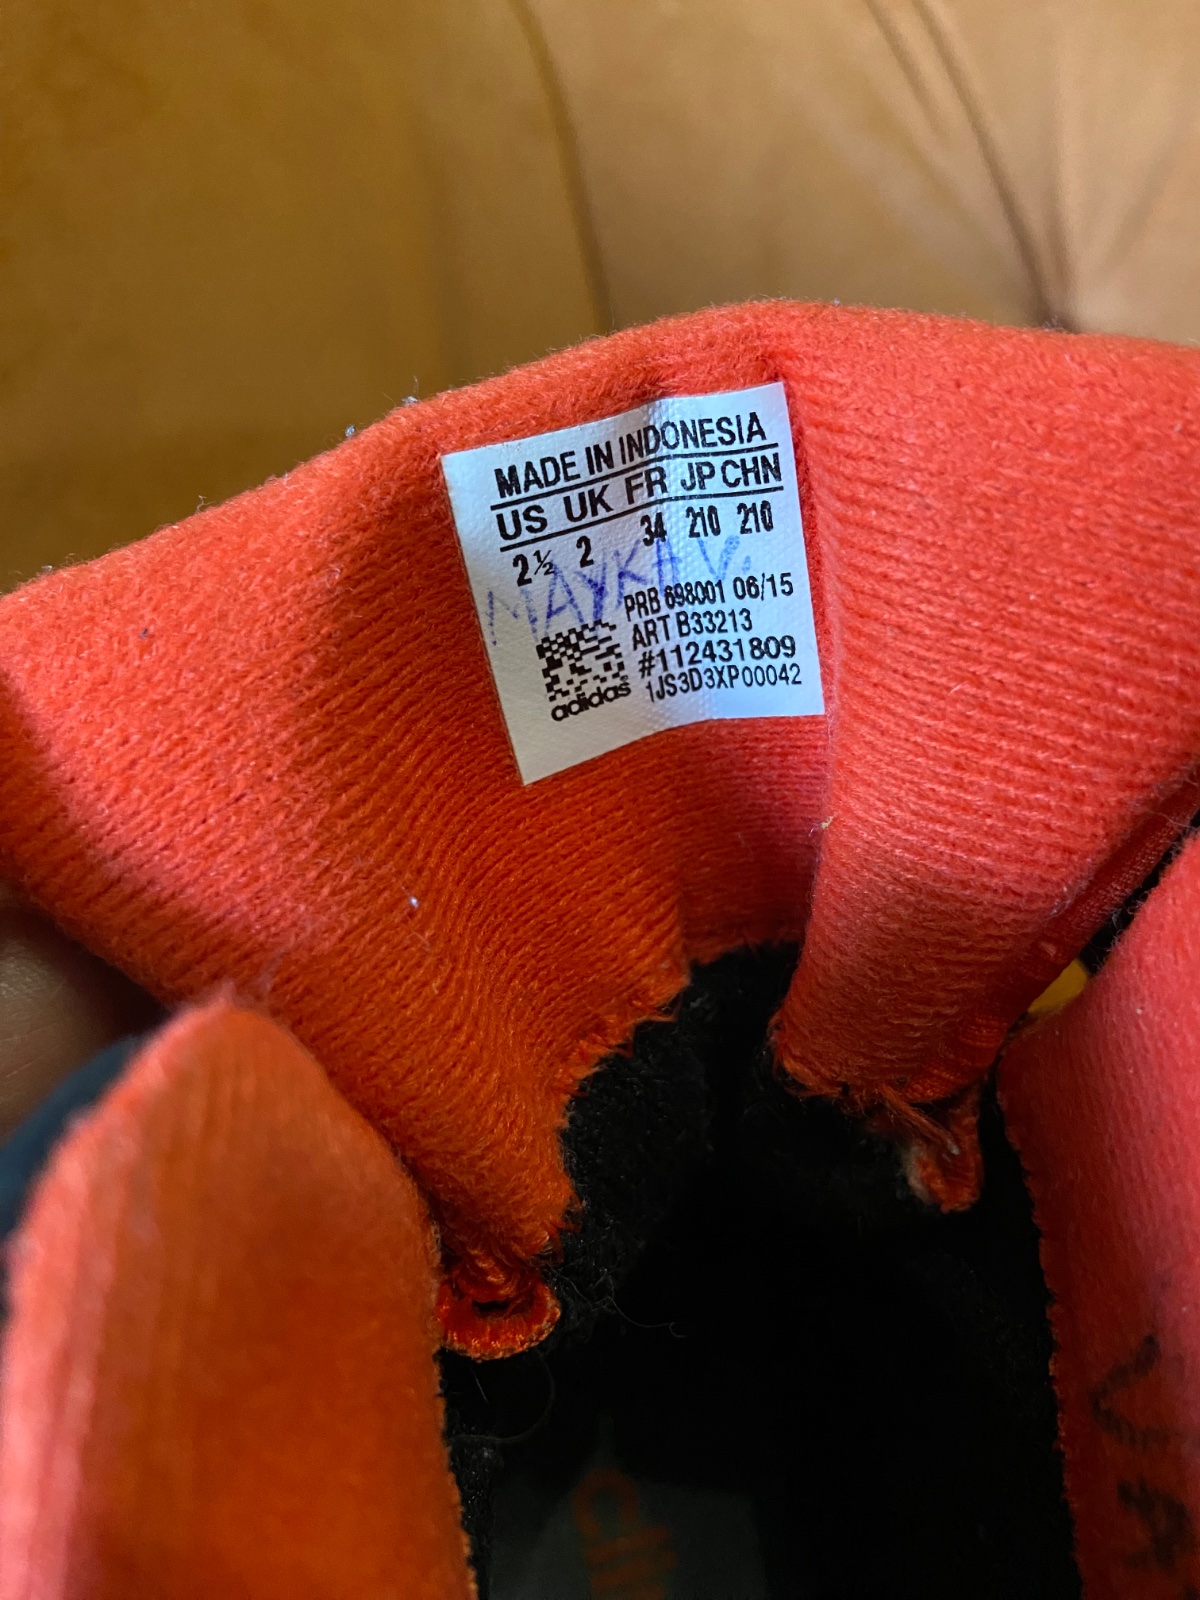 MADE IN INDONESIA
US UK FR JP CHN
2½ 2 34 210 210
MAYKA V.
PRB 698001 06/15
ART B33213
#112431809
1JS3D3XP00042
adidas